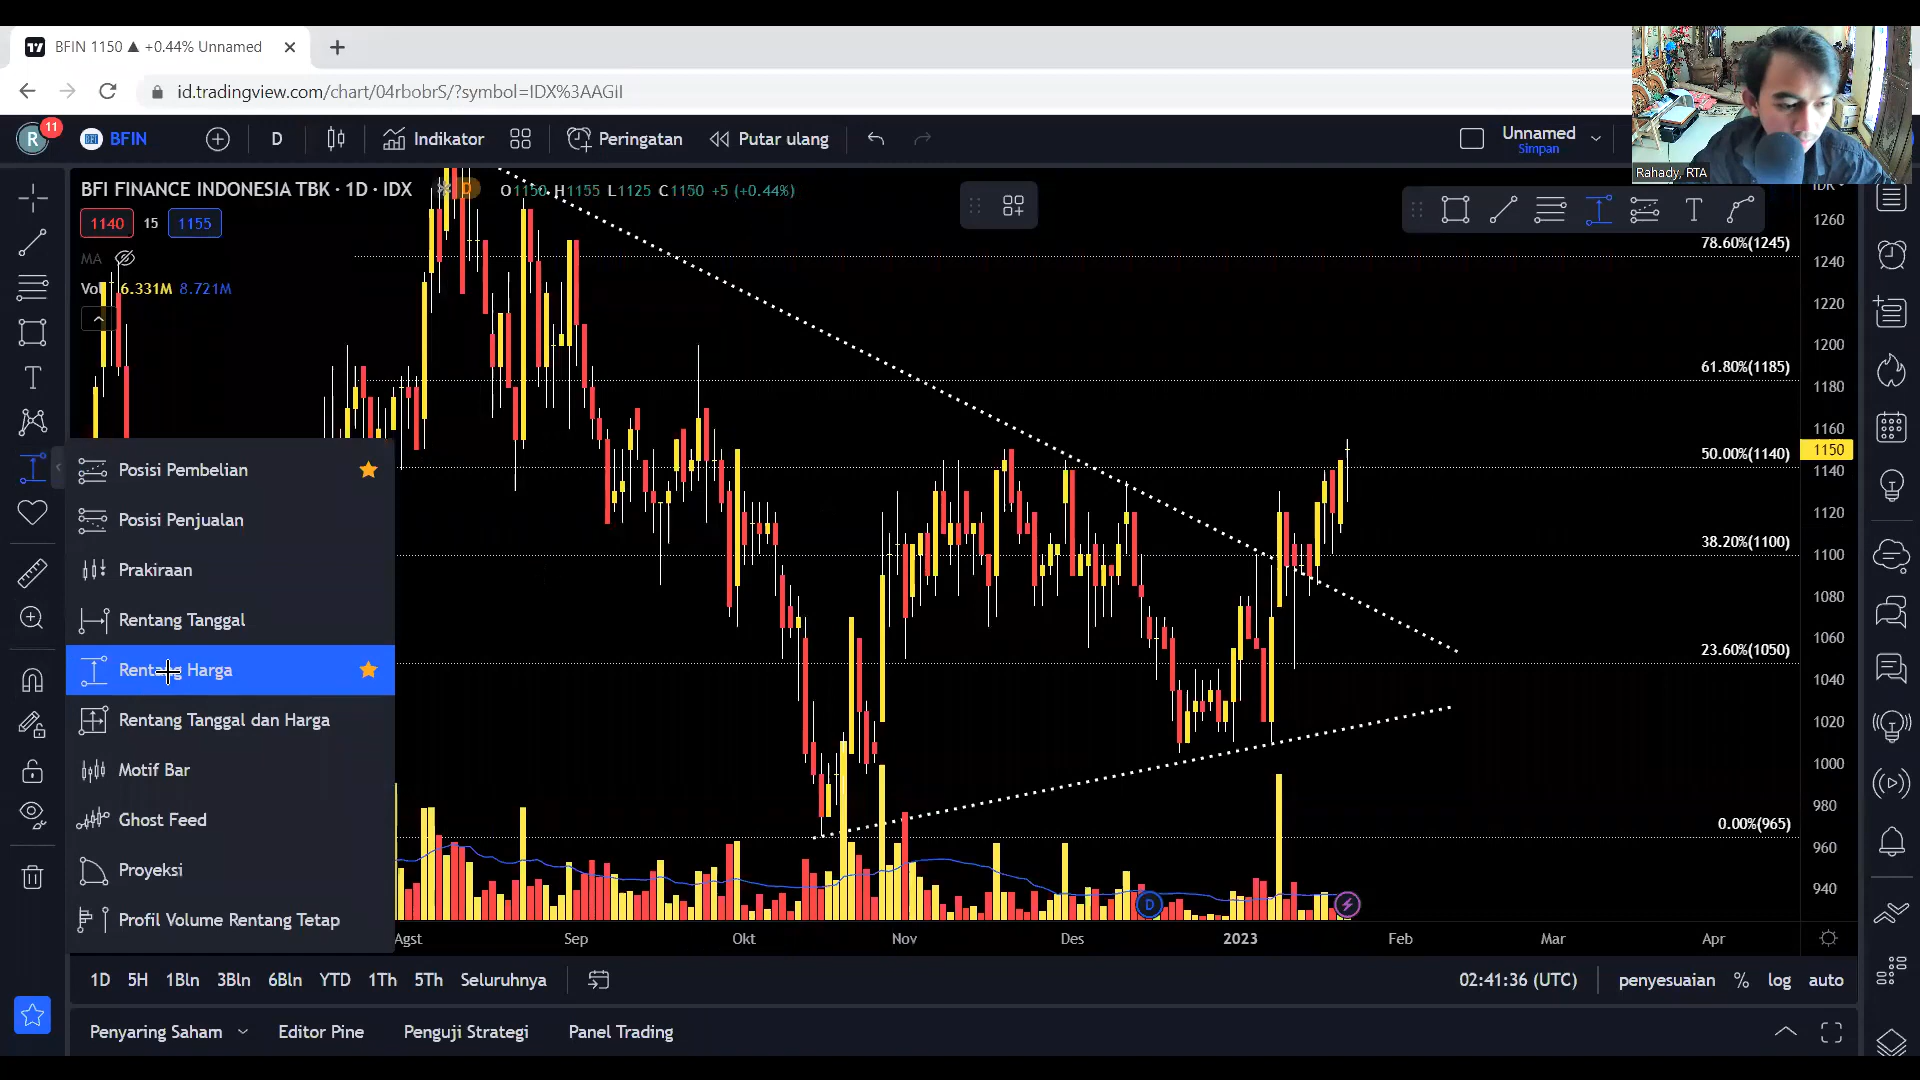 BFIN 1150 ▲ +0.44% Unnamed
id.tradingview.com/chart/04rbobrS/?symbol=IDX%3AAGII
R 11 BFIN D Indikator Peringatan Putar ulang Unnamed
Simpan
Rahady, RTA
BFI FINANCE INDONESIA TBK · 1D · IDX D O1150 H1155 L1125 C1150 +5 (+0.44%)
1140 15 1155
MA
Vol 6.331M 8.721M
T
78.60%(1245)
61.80%(1185)
50.00%(1140)
38.20%(1100)
23.60%(1050)
0.00%(965)
1260
1240
1220
1200
1180
1160
1150
1140
1120
1100
1080
1060
1040
1020
1000
980
960
940
T
Posisi Pembelian
Posisi Penjualan
Prakiraan
Rentang Tanggal
Rentang Harga
Rentang Tanggal dan Harga
Motif Bar
Ghost Feed
Proyeksi
Profil Volume Rentang Tetap
D
Agst Sep Okt Nov Des 2023 Feb Mar Apr
1D 5H 1Bln 3Bln 6Bln YTD 1Th 5Th Seluruhnya 02:41:36 (UTC) penyesuaian % log auto
Penyaring Saham Editor Pine Penguji Strategi Panel Trading